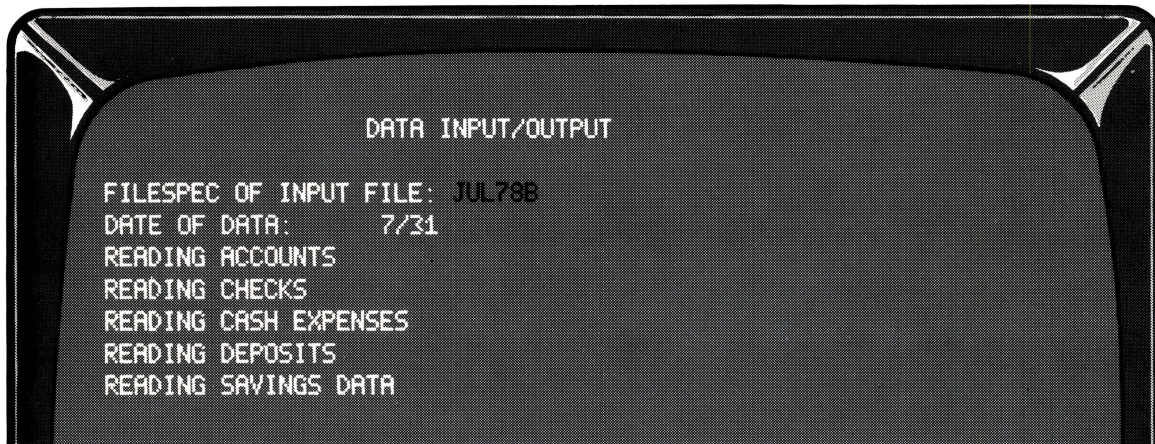 DATA INPUT/OUTPUT
FILESPEC OF INPUT FILE: JUL78B
DATE OF DATA: 7/31
READING ACCOUNTS
READING CHECKS
READING CASH EXPENSES
READING DEPOSITS
READING SAVINGS DATA